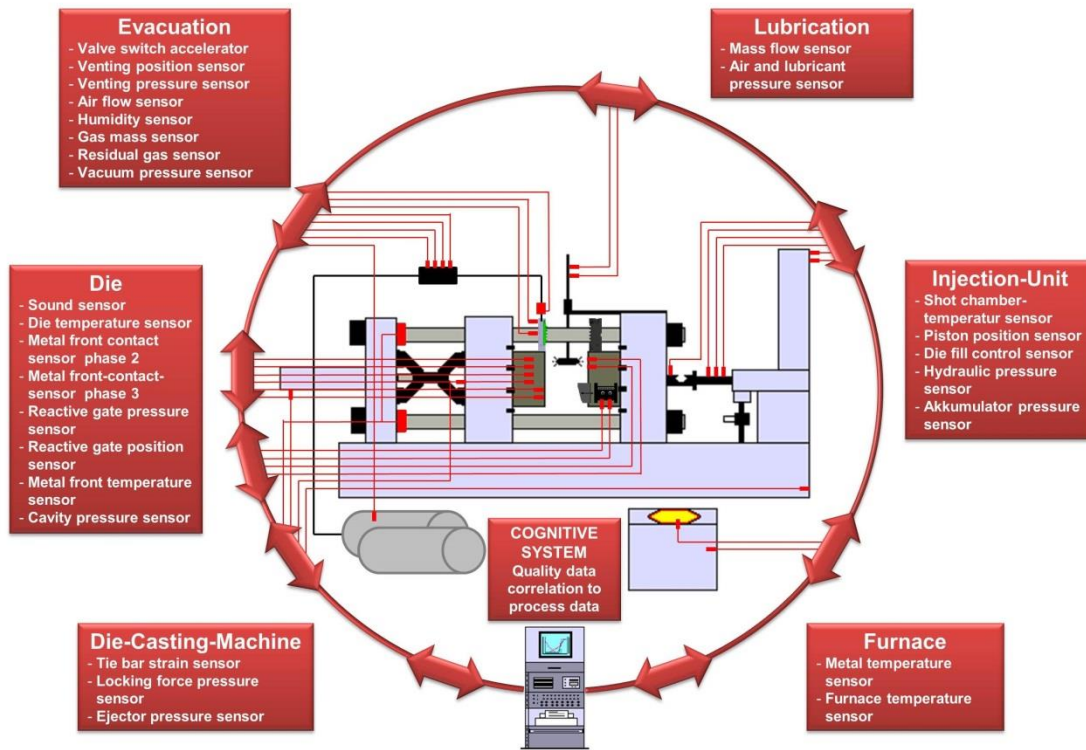 Evacuation
- Valve switch accelerator
- Venting position sensor
- Venting pressure sensor
- Air flow sensor
- Humidity sensor
- Gas mass sensor
- Residual gas sensor
- Vacuum pressure sensor
Lubrication
- Mass flow sensor
- Air and lubricant
pressure sensor
Die
- Sound sensor
- Die temperature sensor
- Metal front contact
sensor phase 2
- Metal front-contact-
sensor phase 3
- Reactive gate pressure
sensor
- Reactive gate position
sensor
- Metal front temperature
sensor
- Cavity pressure sensor
Injection-Unit
- Shot chamber-
temperatur sensor
- Piston position sensor
- Die fill control sensor
- Hydraulic pressure
sensor
- Akkumulator pressure
sensor
COGNITIVE
SYSTEM
Quality data
correlation to
process data
Die-Casting-Machine
- Tie bar strain sensor
- Locking force pressure
sensor
- Ejector pressure sensor
Furnace
- Metal temperature
sensor
- Furnace temperature
sensor